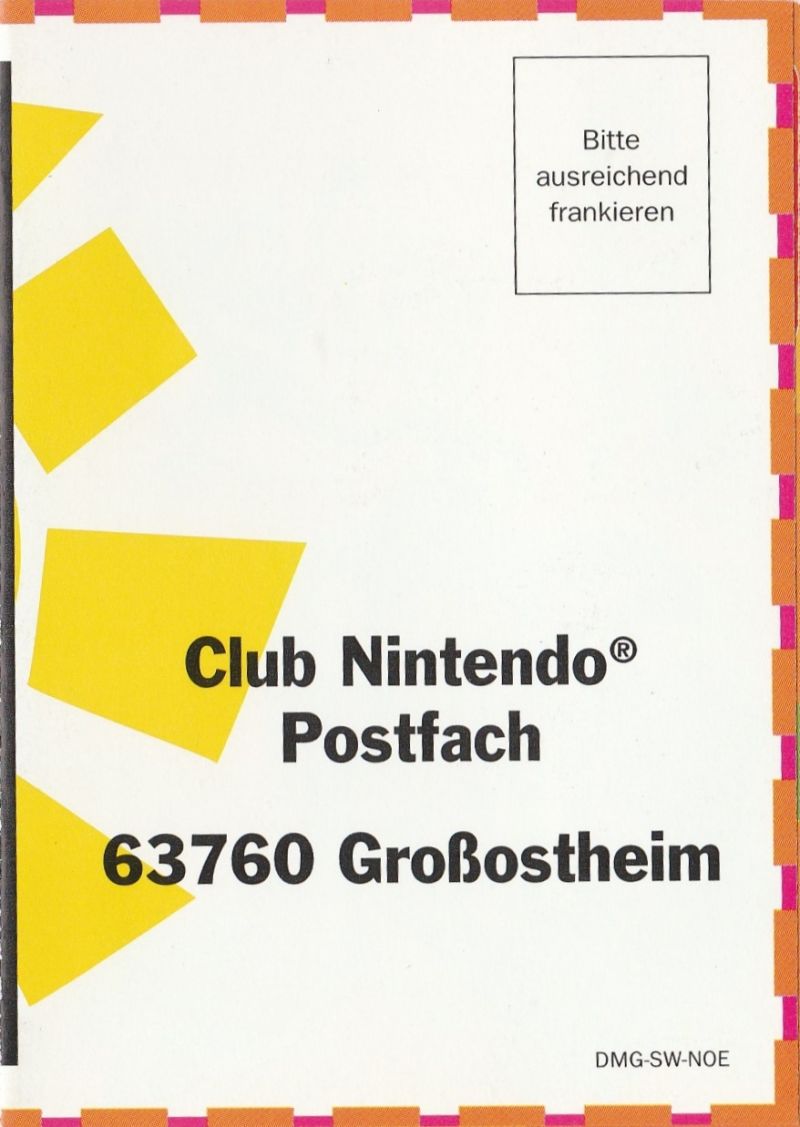 Bitte
ausreichend
frankieren
Club Nintendo®
Postfach
63760 Großostheim
DMG-SW-NOE